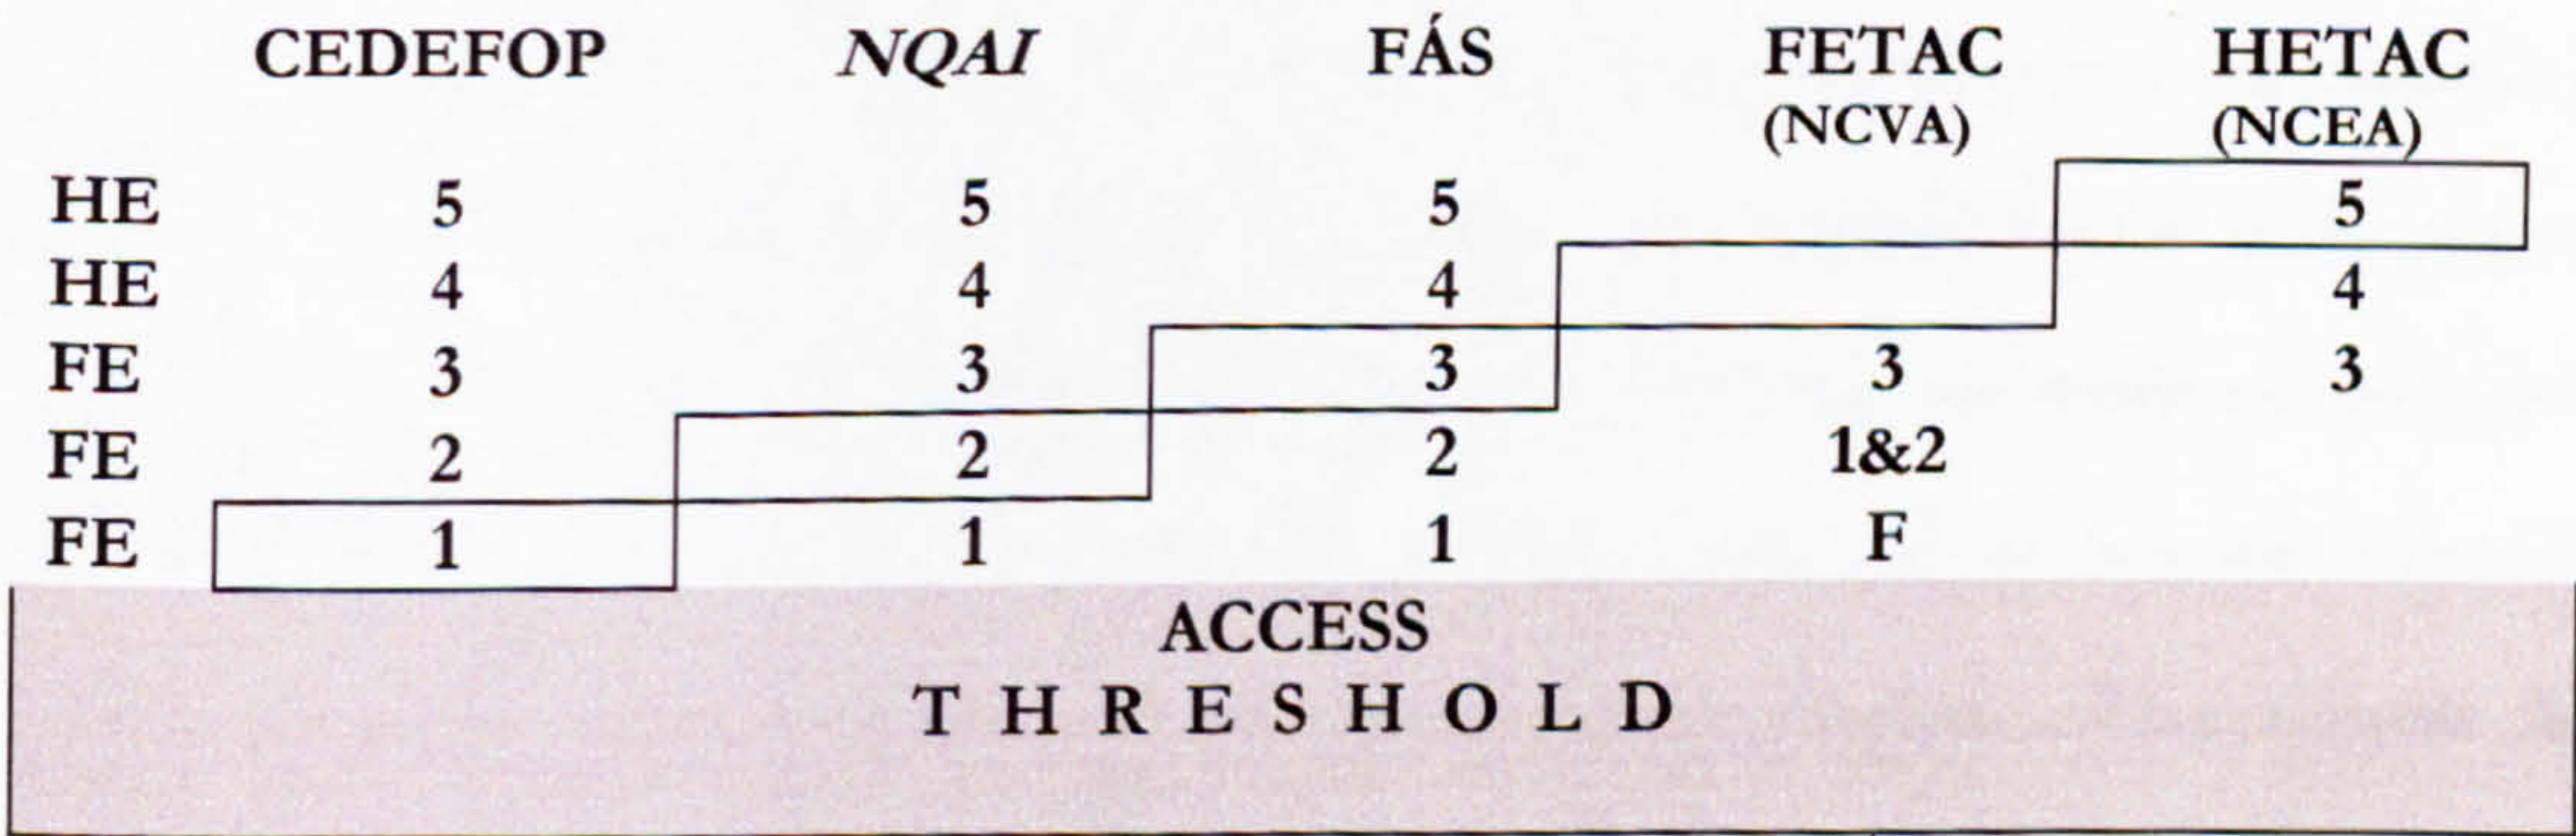 CEDEFOP NQAI FÁS FETAC HETAC
(NCVA) (NCEA)
HE 5 5 5 5
HE 4 4 4 4
FE 3 3 3 3 3
FE 2 2 2 1&2
FE 1 1 1 F
ACCESS
THRESHOLD